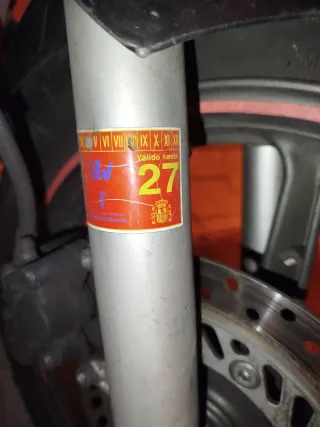 V VI VII VIII IX X XI XII
Válido hasta
itv
27